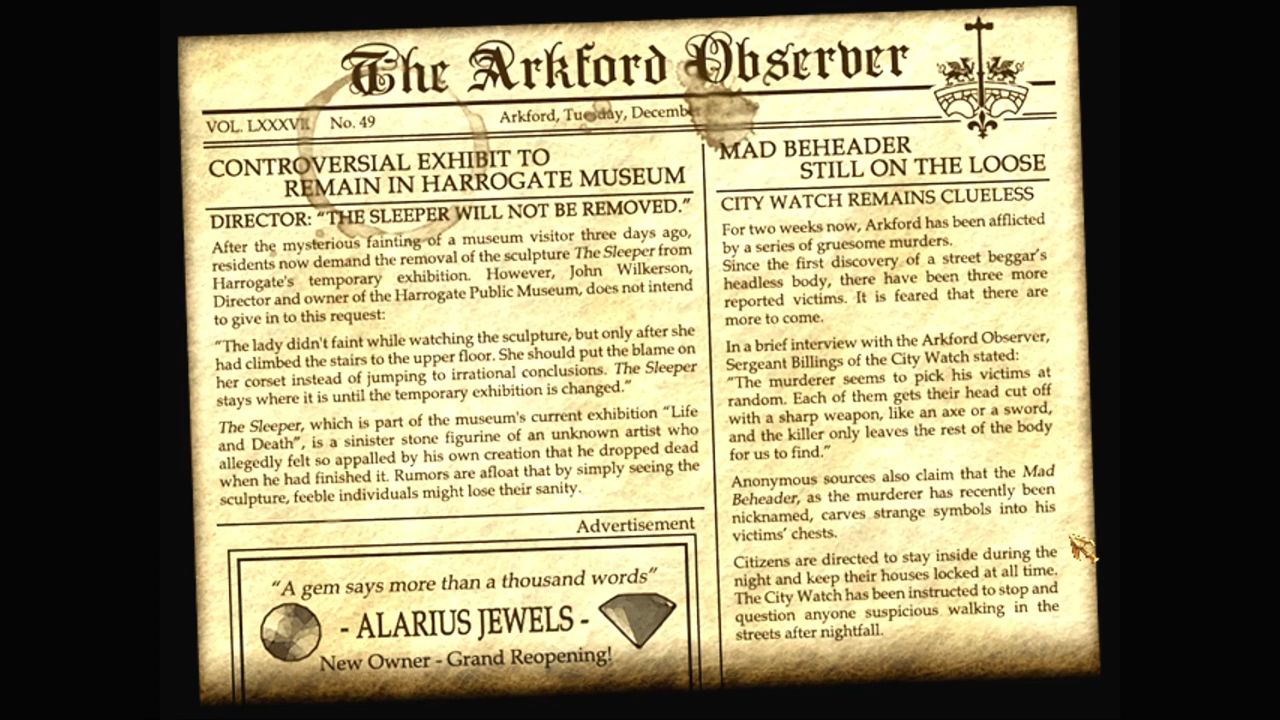 The Arkford Observer
VOL. LXXXVII No. 49
Arkford, Tuesday, Decemb
CONTROVERSIAL EXHIBIT TO
REMAIN IN HARROGATE MUSEUM
DIRECTOR: “THE SLEEPER WILL NOT BE REMOVED.”
After the mysterious fainting of a museum visitor three days ago,
residents now demand the removal of the sculpture The Sleeper from
Harrogate's temporary exhibition. However, John Wilkerson,
Director and owner of the Harrogate Public Museum, does not intend
to give in to this request:
“The lady didn't faint while watching the sculpture, but only after she
had climbed the stairs to the upper floor. She should put the blame on
her corset instead of jumping to irrational conclusions. The Sleeper
stays where it is until the temporary exhibition is changed.”
The Sleeper, which is part of the museum's current exhibition “Life
and Death”, is a sinister stone figurine of an unknown artist who
allegedly felt so appalled by his own creation that he dropped dead
when he had finished it. Rumors are afloat that by simply seeing the
sculpture, feeble individuals might lose their sanity.
Advertisement
“A gem says more than a thousand words”
- ALARIUS JEWELS -
New Owner - Grand Reopening!
MAD BEHEADER
STILL ON THE LOOSE
CITY WATCH REMAINS CLUELESS
For two weeks now, Arkford has been afflicted
by a series of gruesome murders.
Since the first discovery of a street beggar's
headless body, there have been three more
reported victims. It is feared that there are
more to come.
In a brief interview with the Arkford Observer,
Sergeant Billings of the City Watch stated:
“The murderer seems to pick his victims at
random. Each of them gets their head cut off
with a sharp weapon, like an axe or a sword,
and the killer only leaves the rest of the body
for us to find.”
Anonymous sources also claim that the Mad
Beheader, as the murderer has recently been
nicknamed, carves strange symbols into his
victims' chests.
Citizens are directed to stay inside during the
night and keep their houses locked at all time.
The City Watch has been instructed to stop and
question anyone suspicious walking in the
streets after nightfall.